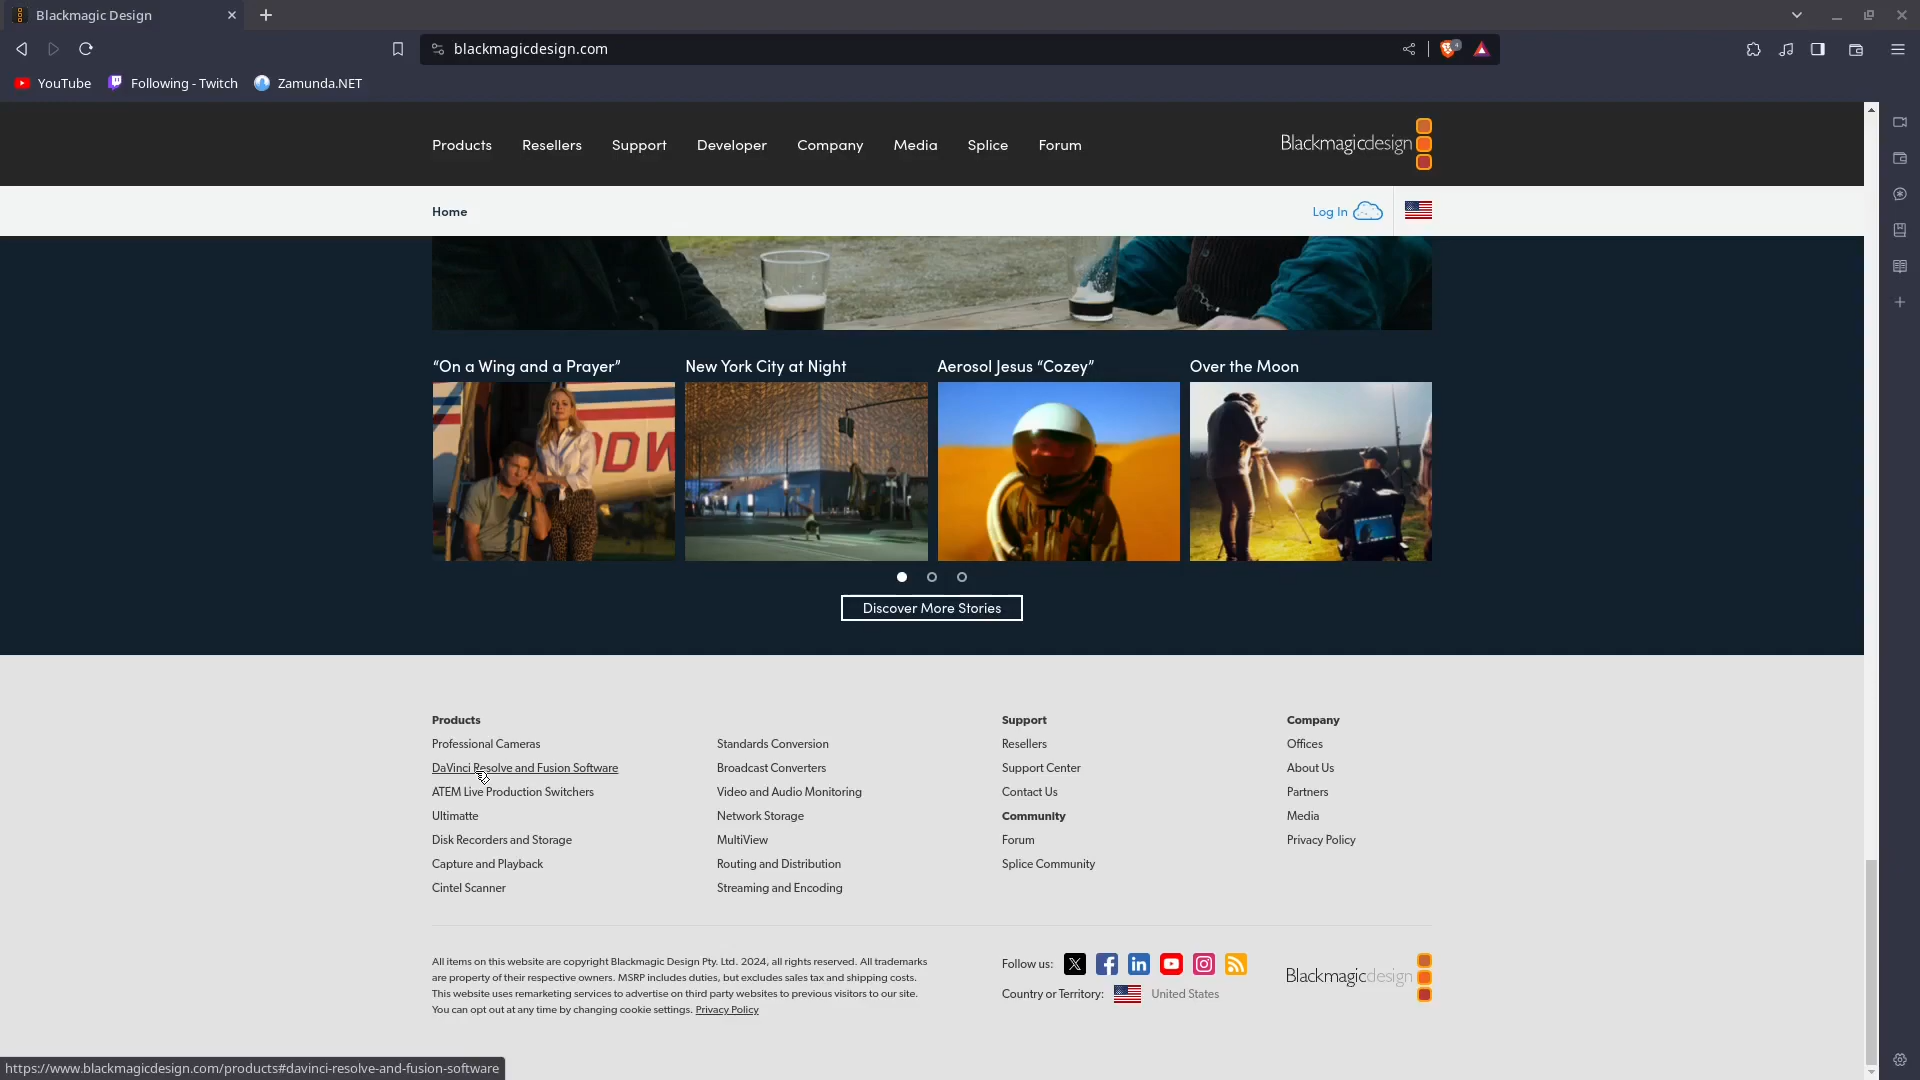 Blackmagic Design
blackmagicdesign.com
YouTube
Following - Twitch
Zamunda.NET
Products
Resellers
Support
Developer
Company
Media
Splice
Forum
Blackmagicdesign
Home
Log In
“On a Wing and a Prayer”
New York City at Night
Aerosol Jesus “Cozey”
Over the Moon
Discover More Stories
Products
Professional Cameras
DaVinci Resolve and Fusion Software
ATEM Live Production Switchers
Ultimatte
Disk Recorders and Storage
Capture and Playback
Cintel Scanner
Standards Conversion
Broadcast Converters
Video and Audio Monitoring
Network Storage
MultiView
Routing and Distribution
Streaming and Encoding
Support
Resellers
Support Center
Contact Us
Community
Forum
Splice Community
Company
Offices
About Us
Partners
Media
Privacy Policy
All items on this website are copyright Blackmagic Design Pty. Ltd. 2024, all rights reserved. All trademarks
are property of their respective owners. MSRP includes duties, but excludes sales tax and shipping costs.
This website uses remarketing services to advertise on third party websites to previous visitors to our site.
You can opt out at any time by changing cookie settings. Privacy Policy
Follow us:
Country or Territory:
United States
Blackmagicdesign
https://www.blackmagicdesign.com/products#davinci-resolve-and-fusion-software